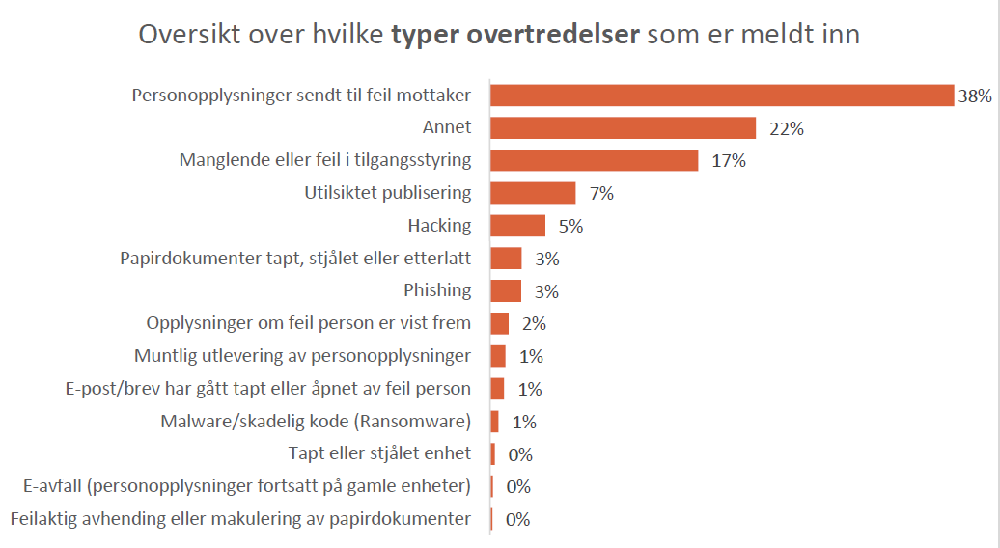 Oversikt over hvilke typer overtredelser som er meldt inn
Personopplysninger sendt til feil mottaker 38%
Annet 22%
Manglende eller feil i tilgangsstyring 17%
Utilsiktet publisering 7%
Hacking 5%
Papirdokumenter tapt, stjålet eller etterlatt 3%
Phishing 3%
Opplysninger om feil person er vist frem 2%
Muntlig utlevering av personopplysninger 1%
E-post/brev har gått tapt eller åpnet av feil person 1%
Malware/skadelig kode (Ransomware) 1%
Tapt eller stjålet enhet 0%
E-avfall (personopplysninger fortsatt på gamle enheter) 0%
Feilaktig avhending eller makulering av papirdokumenter 0%